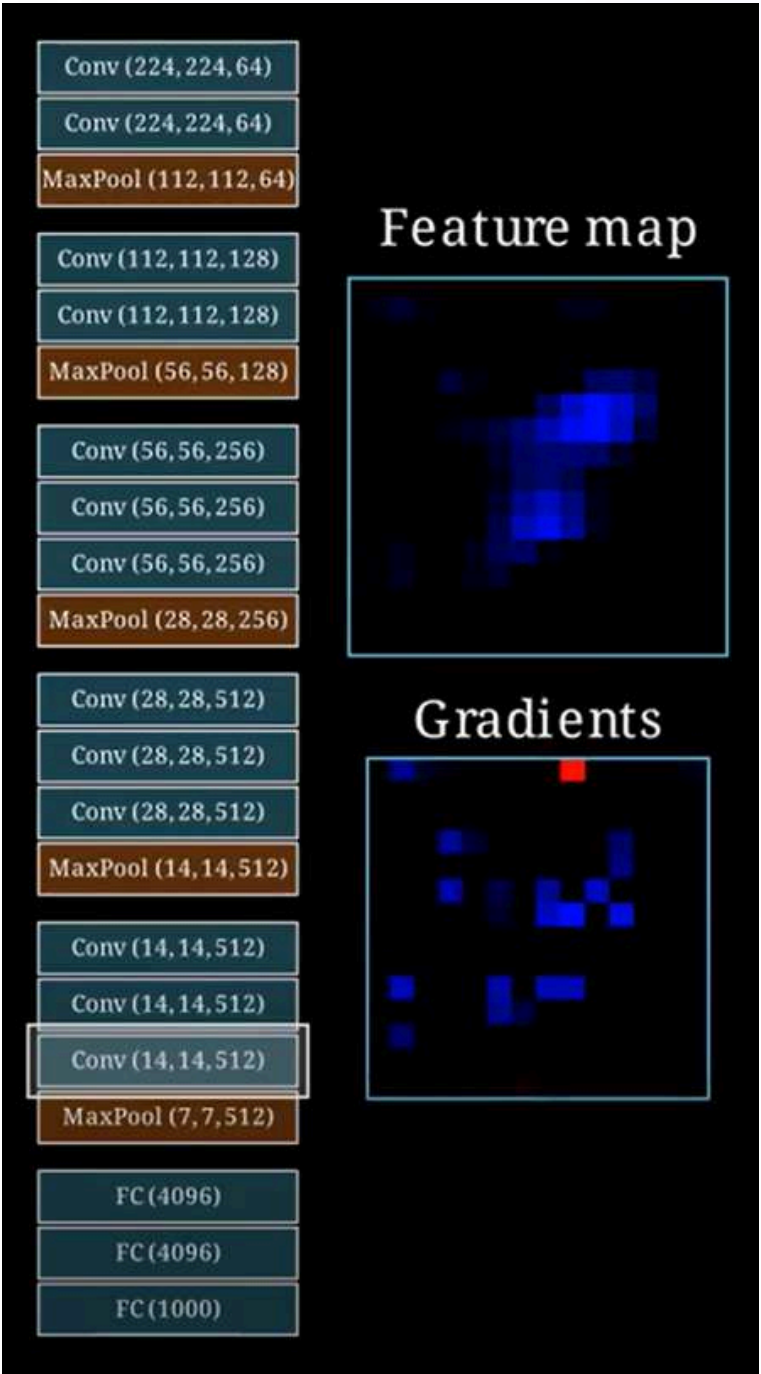 Conv (224, 224, 64)
Conv (224, 224, 64)
MaxPool (112, 112, 64)
Conv (112, 112, 128)
Conv (112, 112, 128)
MaxPool (56, 56, 128)
Conv (56, 56, 256)
Conv (56, 56, 256)
Conv (56, 56, 256)
MaxPool (28, 28, 256)
Conv (28, 28, 512)
Conv (28, 28, 512)
Conv (28, 28, 512)
MaxPool (14, 14, 512)
Conv (14, 14, 512)
Conv (14, 14, 512)
Conv (14, 14, 512)
MaxPool (7, 7, 512)
FC (4096)
FC (4096)
FC (1000)
Feature map
Gradients